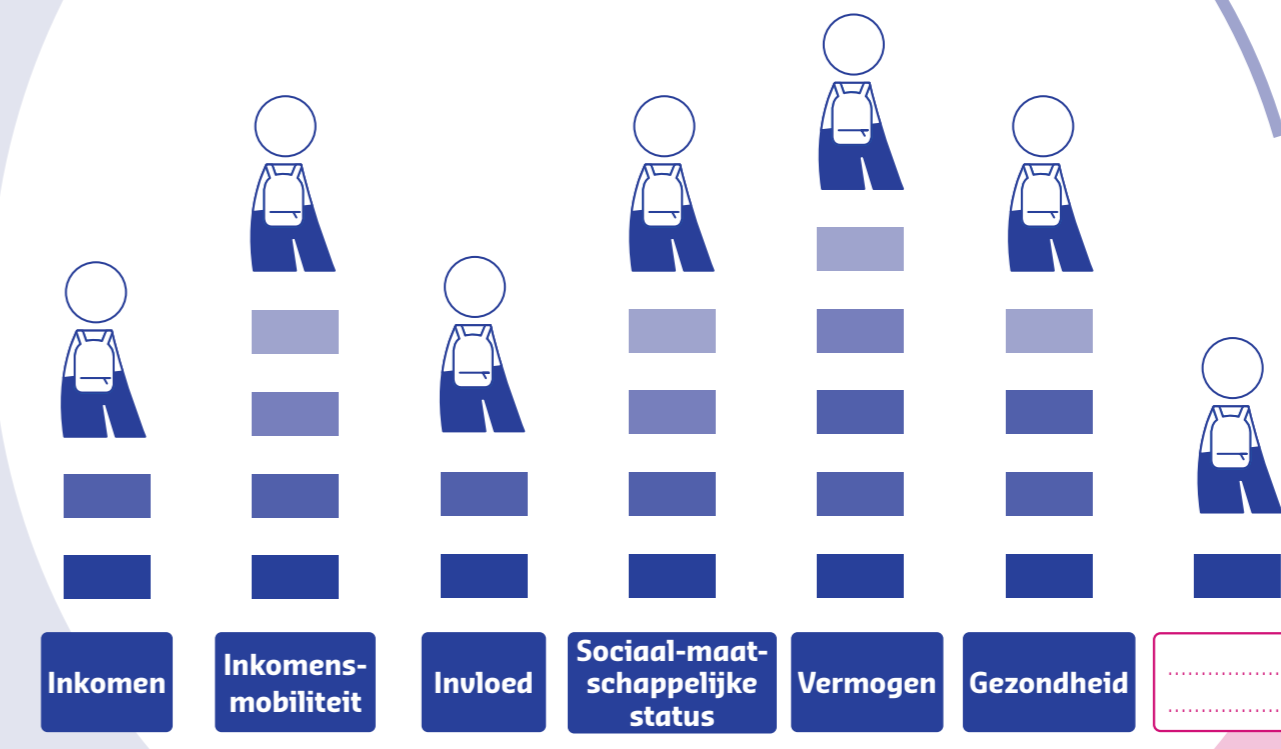 Inkomen
Inkomens-
mobiliteit
Invloed
Sociaal-maat-
schappelijke
status
Vermogen
Gezondheid